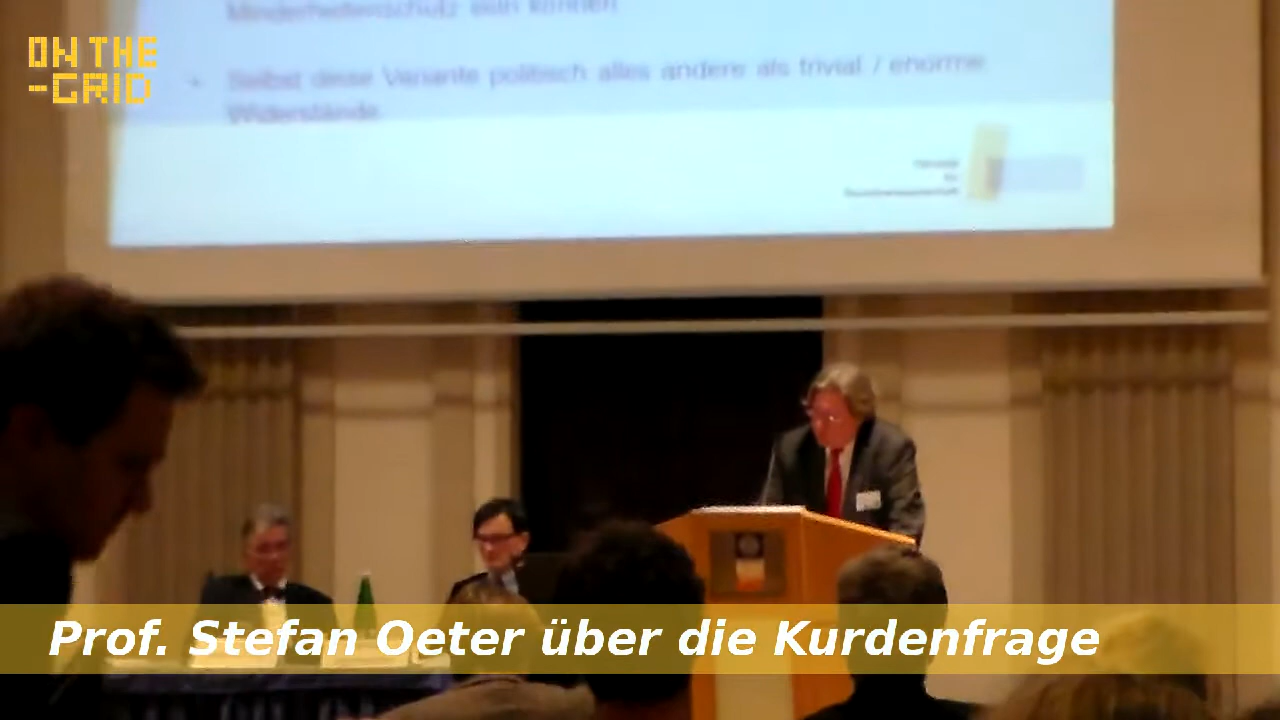 Minderheitenschutz sein können
ON THE
-GRID
• Selbst diese Variante politisch alles andere als trivial / enorme
Widerstände
Prof. Stefan Oeter über die Kurdenfrage